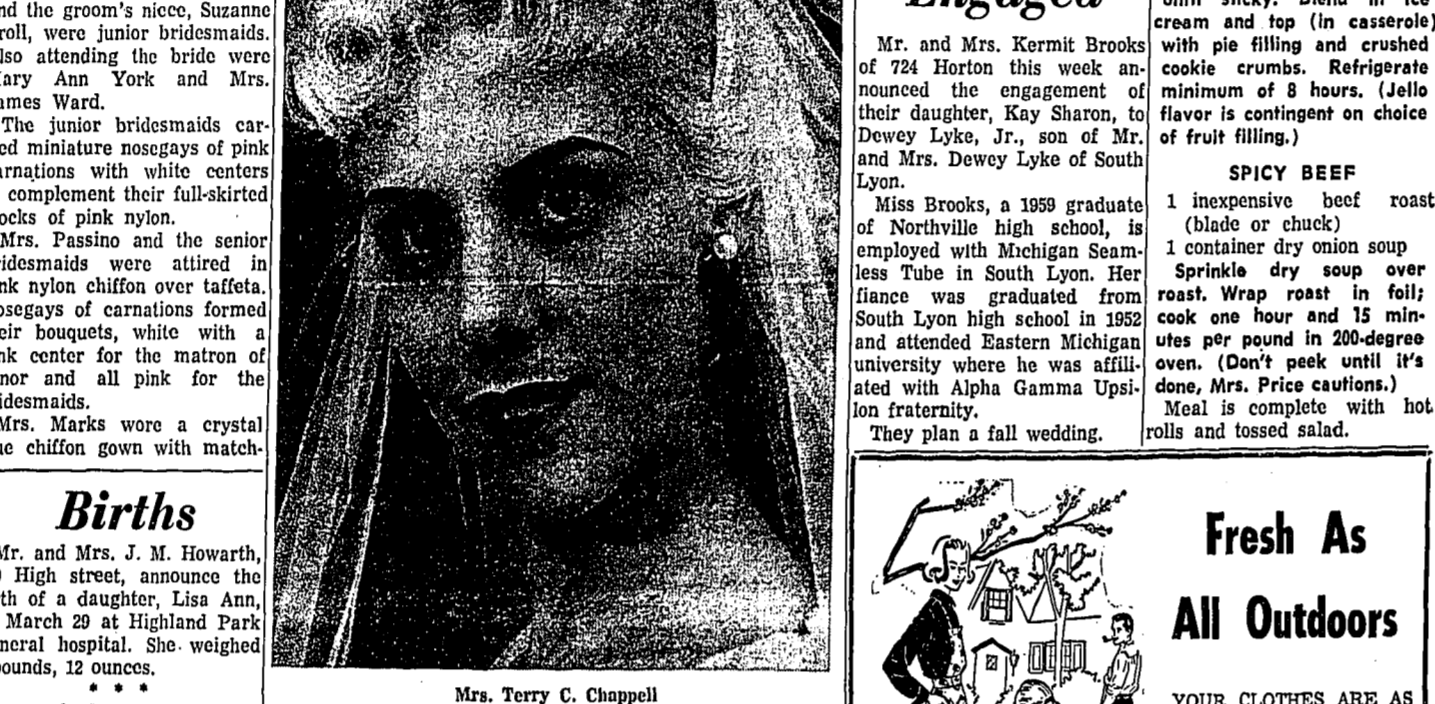 nd the groom's niece, Suzanne
roll, were junior bridesmaids.
lso attending the bride were
ary Ann York and Mrs.
ames Ward.
The junior bridesmaids car-
ed miniature nosegays of pink
arnations with white centers
complement their full-skirted
ocks of pink nylon.
Mrs. Passino and the senior
ridesmaids were attired in
nk nylon chiffon over taffeta.
osegays of carnations formed
eir bouquets, white with a
nk center for the matron of
nor and all pink for the
idesmaids.
Mrs. Marks wore a crystal
ue chiffon gown with match-
Births
Mr. and Mrs. J. M. Howarth,
High street, announce the
th of a daughter, Lisa Ann,
March 29 at Highland Park
neral hospital. She weighed
ounds, 12 ounces.
* * *
Mrs. Terry C. Chappell
Engaged
Mr. and Mrs. Kermit Brooks
of 724 Horton this week an-
nounced the engagement of
their daughter, Kay Sharon, to
Dewey Lyke, Jr., son of Mr.
and Mrs. Dewey Lyke of South
Lyon.
Miss Brooks, a 1959 graduate
of Northville high school, is
employed with Michigan Seam-
less Tube in South Lyon. Her
fiance was graduated from
South Lyon high school in 1952
and attended Eastern Michigan
university where he was affili-
ated with Alpha Gamma Upsi-
lon fraternity.
They plan a fall wedding.
until sticky. Blend in ice
cream and top (in casserole)
with pie filling and crushed
cookie crumbs. Refrigerate
minimum of 8 hours. (Jello
flavor is contingent on choice
of fruit filling.)
SPICY BEEF
1 inexpensive beef roast
(blade or chuck)
1 container dry onion soup
Sprinkle dry soup over
roast. Wrap roast in foil;
cook one hour and 15 min-
utes per pound in 200-degree
oven. (Don't peek until it's
done, Mrs. Price cautions.)
Meal is complete with hot
rolls and tossed salad.
Fresh As
All Outdoors
YOUR CLOTHES ARE AS